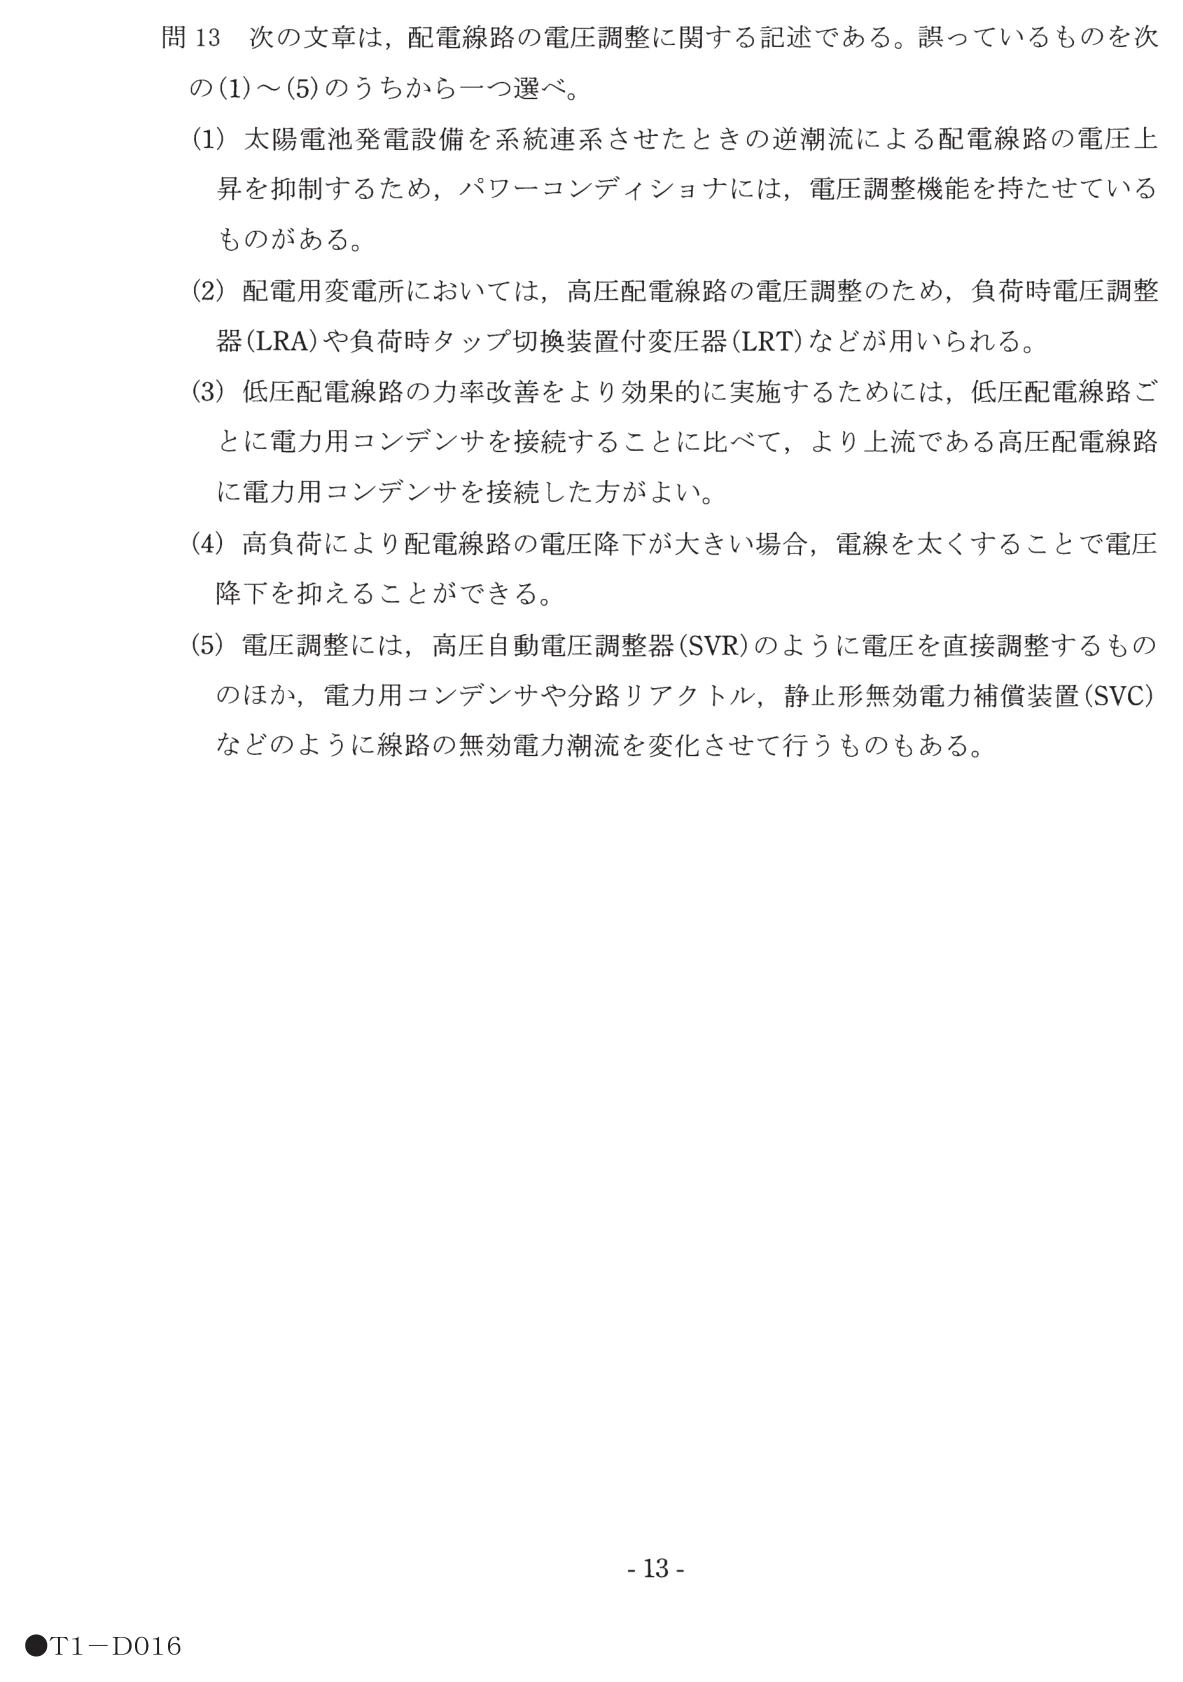 問13　次の文章は，配電線路の電圧調整に関する記述である。誤っているものを次
の(1)～(5)のうちから一つ選べ。
(1) 太陽電池発電設備を系統連系させたときの逆潮流による配電線路の電圧上
昇を抑制するため，パワーコンディショナには，電圧調整機能を持たせている
ものがある。
(2) 配電用変電所においては，高圧配電線路の電圧調整のため，負荷時電圧調整
器(LRA)や負荷時タップ切換装置付変圧器(LRT)などが用いられる。
(3) 低圧配電線路の力率改善をより効果的に実施するためには，低圧配電線路ご
とに電力用コンデンサを接続することに比べて，より上流である高圧配電線路
に電力用コンデンサを接続した方がよい。
(4) 高負荷により配電線路の電圧降下が大きい場合，電線を太くすることで電圧
降下を抑えることができる。
(5) 電圧調整には，高圧自動電圧調整器(SVR)のように電圧を直接調整するもの
のほか，電力用コンデンサや分路リアクトル，静止形無効電力補償装置(SVC)
などのように線路の無効電力潮流を変化させて行うものもある。
- 13 -
●T1－D016